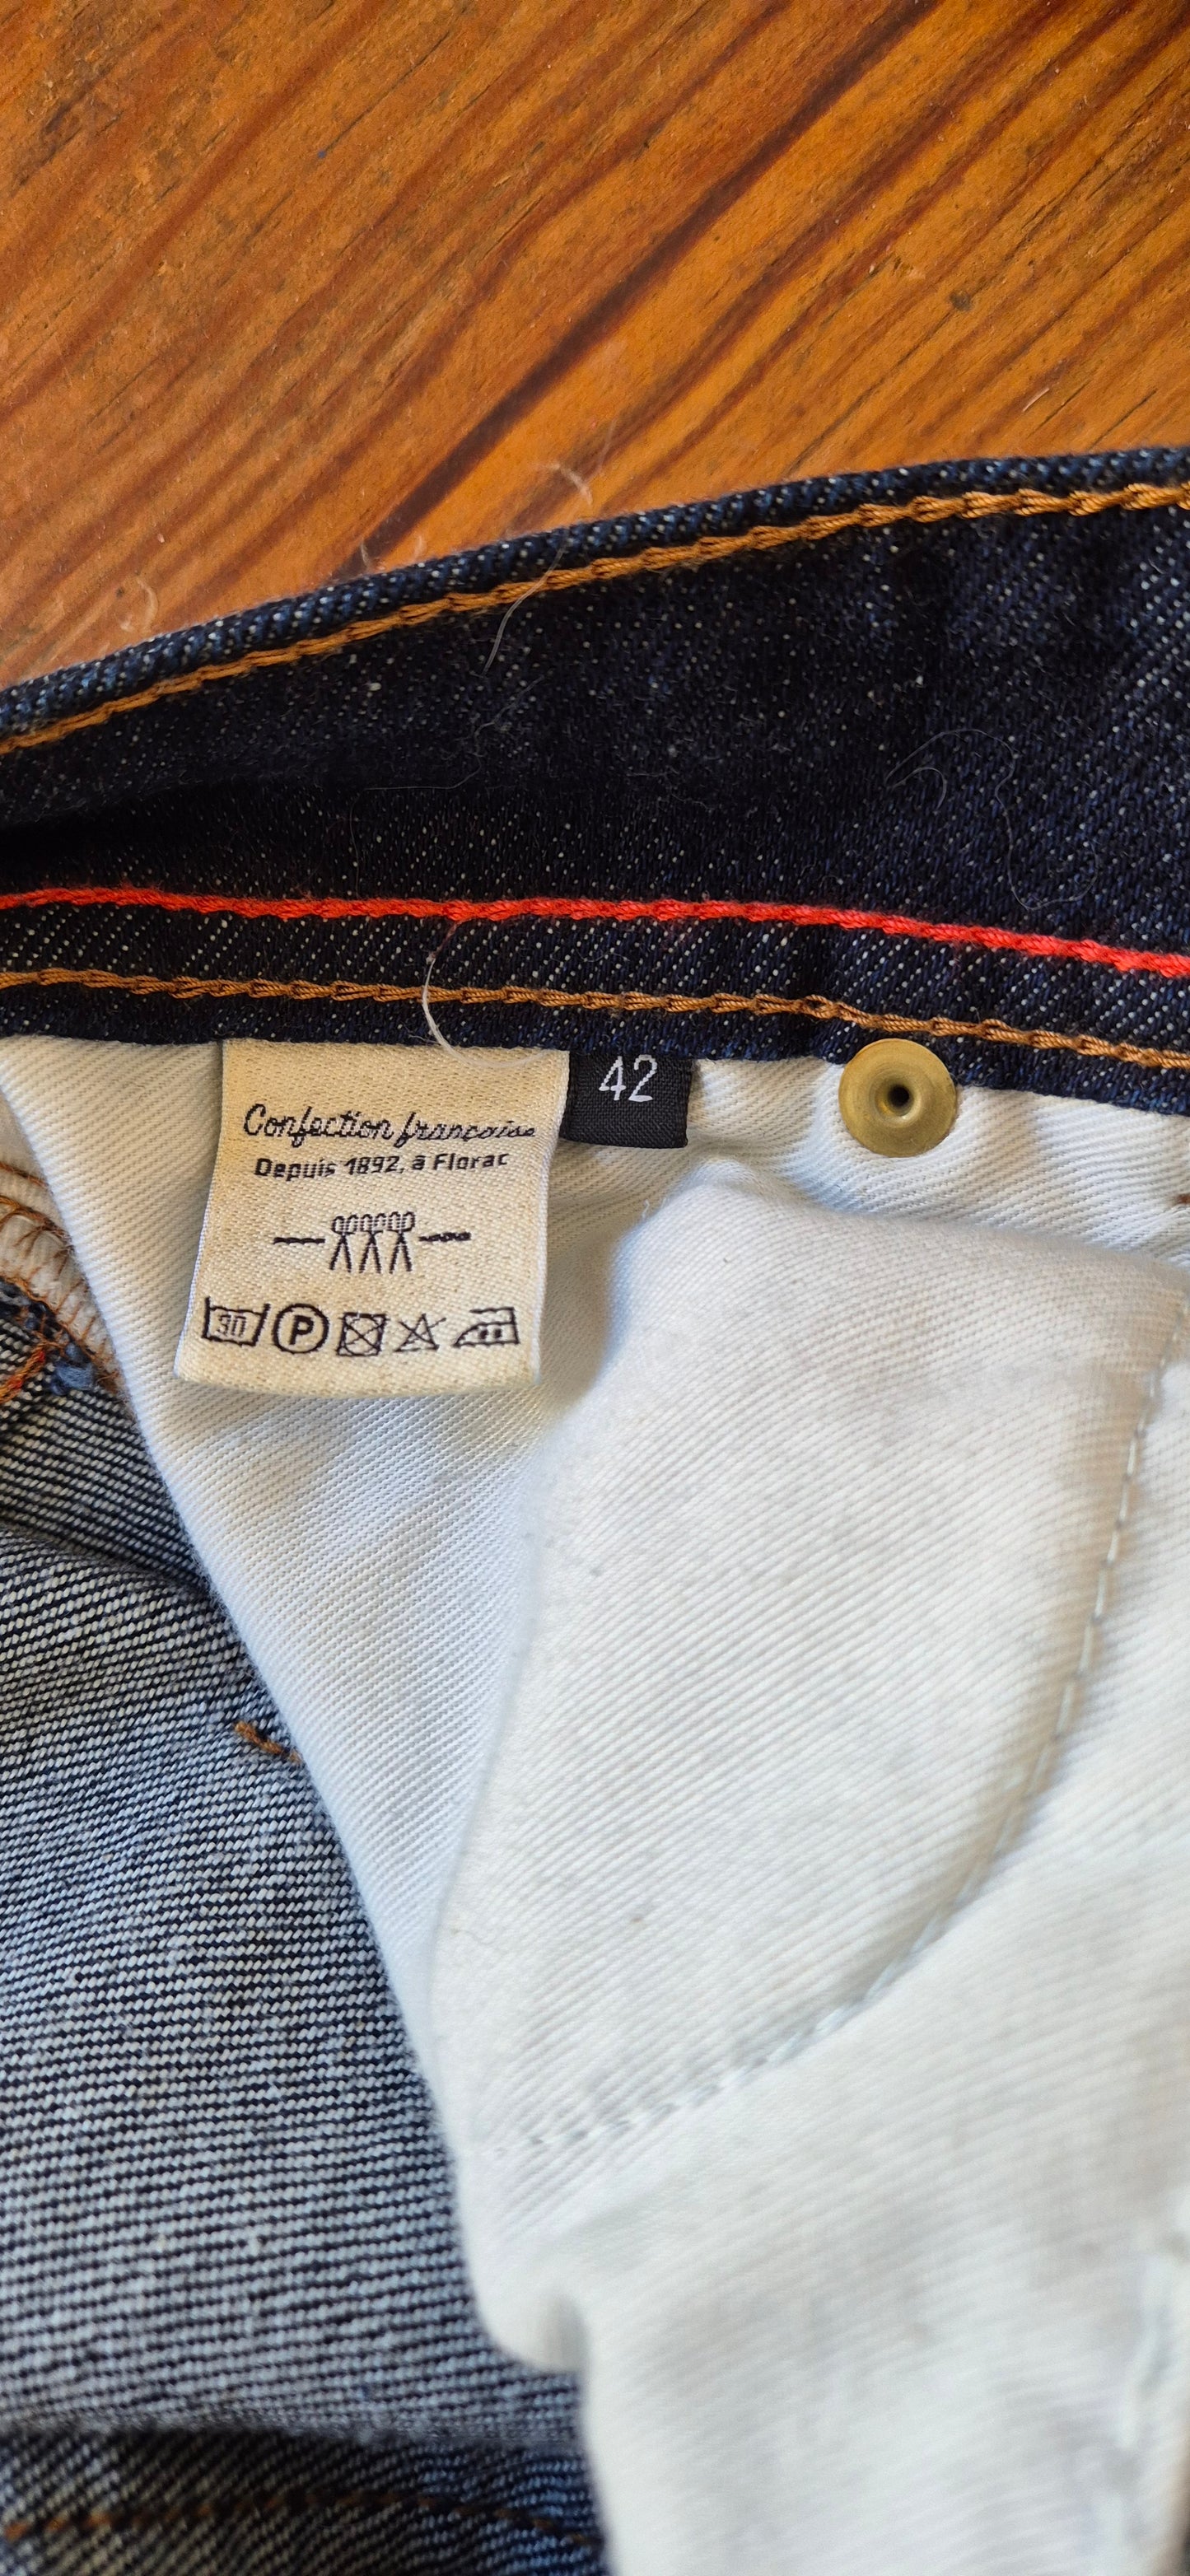 Confection française
42
Depuis 1892, à Florac
30 P